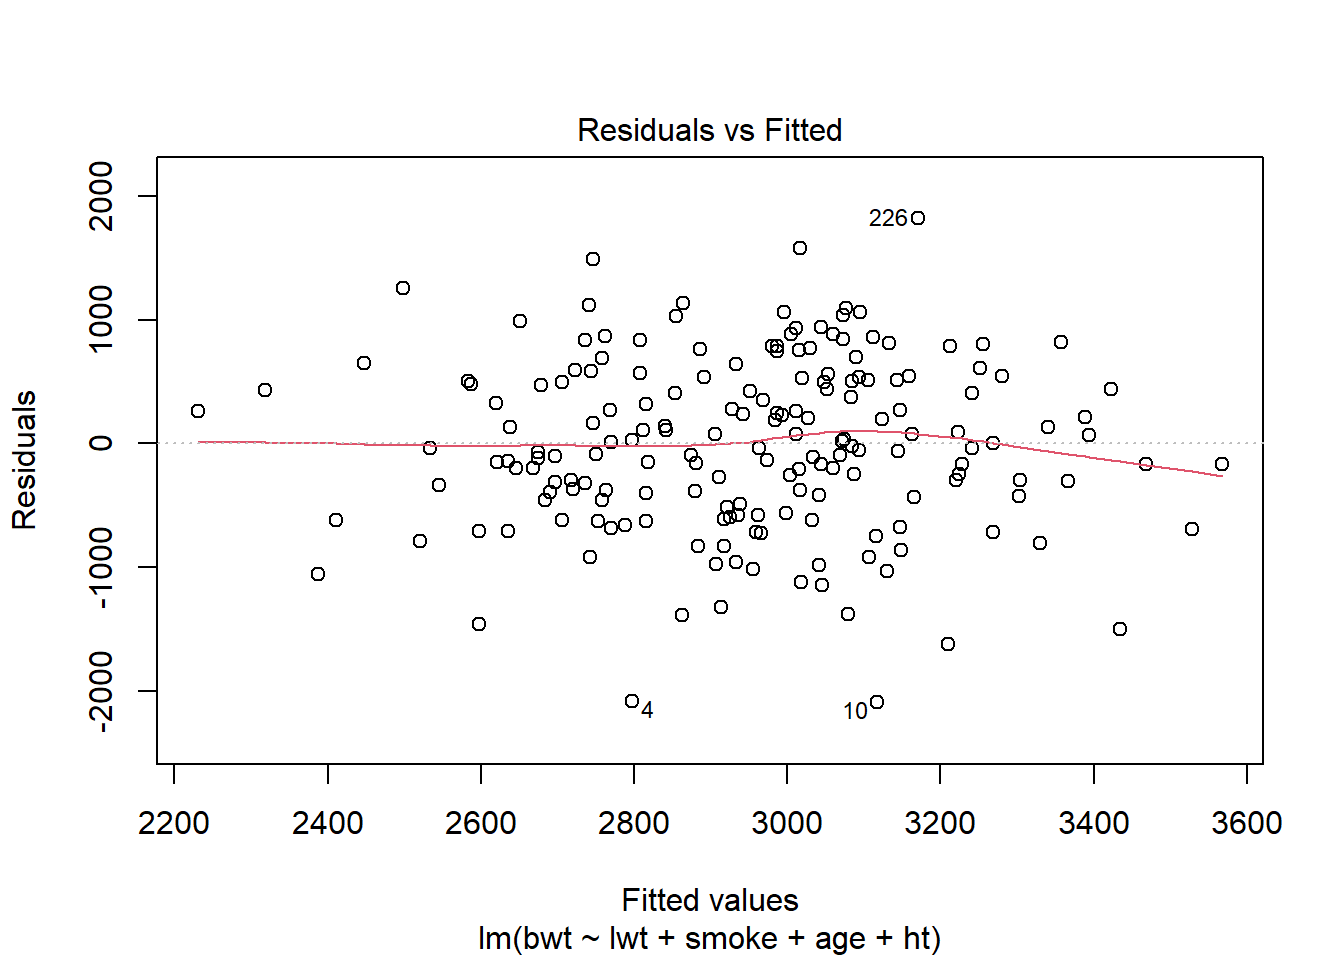 Residuals vs Fitted
Residuals
2000
1000
0
-1000
-2000
226
4
10
2200 2400 2600 2800 3000 3200 3400 3600
Fitted values
lm(bwt ~ lwt + smoke + age + ht)